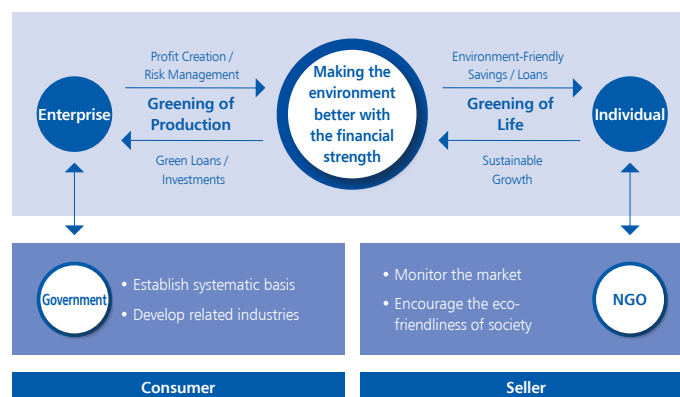 Profit Creation /
Risk Management
Enterprise
Greening of
Production
Green Loans /
Investments
Making the
environment
better with
the financial
strength
Environment-Friendly
Savings / Loans
Greening of
Life
Sustainable
Growth
Individual
Government
• Establish systematic basis
• Develop related industries
• Monitor the market
• Encourage the eco-
friendliness of society
NGO
Consumer
Seller